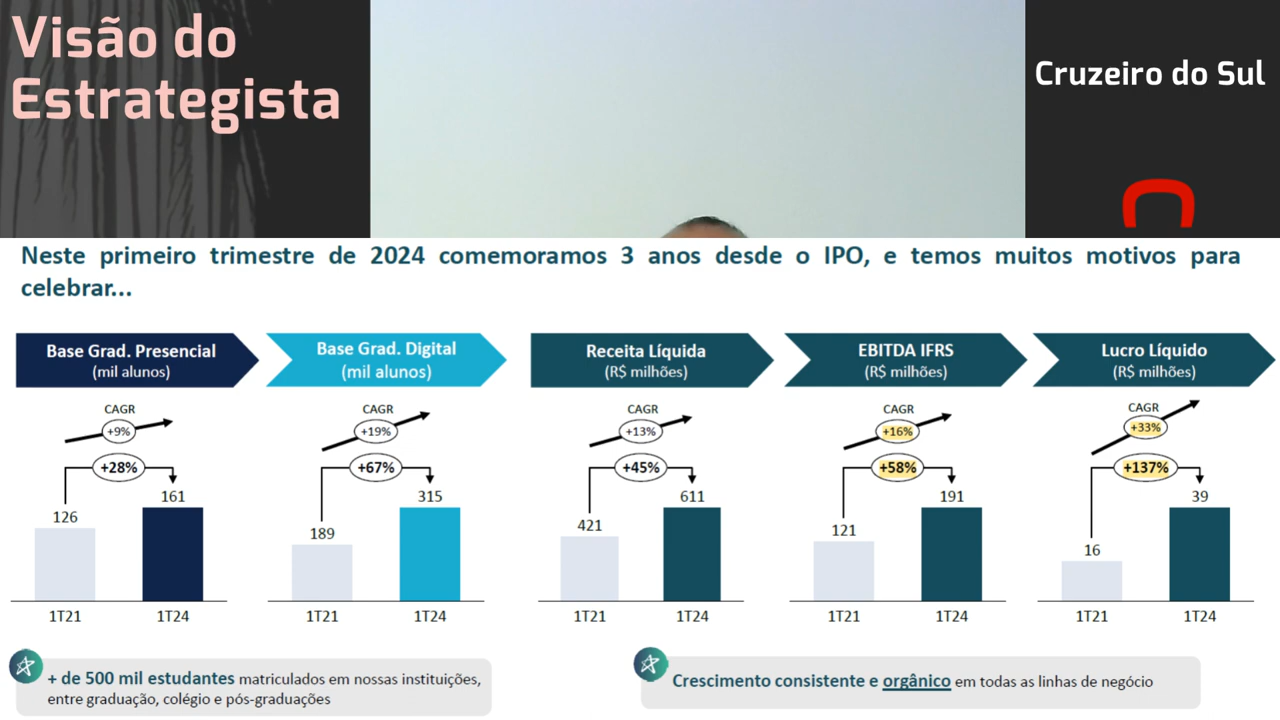 Visão do
Estrategista
Cruzeiro do Sul
Neste primeiro trimestre de 2024 comemoramos 3 anos desde o IPO, e temos muitos motivos para
celebrar...
Base Grad. Presencial
(mil alunos)
CAGR
+9%
+28%
126
161
1T21
1T24
Base Grad. Digital
(mil alunos)
CAGR
+19%
+67%
189
315
1T21
1T24
Receita Líquida
(R$ milhões)
CAGR
+13%
+45%
421
611
1T21
1T24
EBITDA IFRS
(R$ milhões)
CAGR
+16%
+58%
121
191
1T21
1T24
Lucro Líquido
(R$ milhões)
CAGR
+33%
+137%
16
39
1T21
1T24
+ de 500 mil estudantes matriculados em nossas instituições,
entre graduação, colégio e pós-graduações
Crescimento consistente e orgânico em todas as linhas de negócio